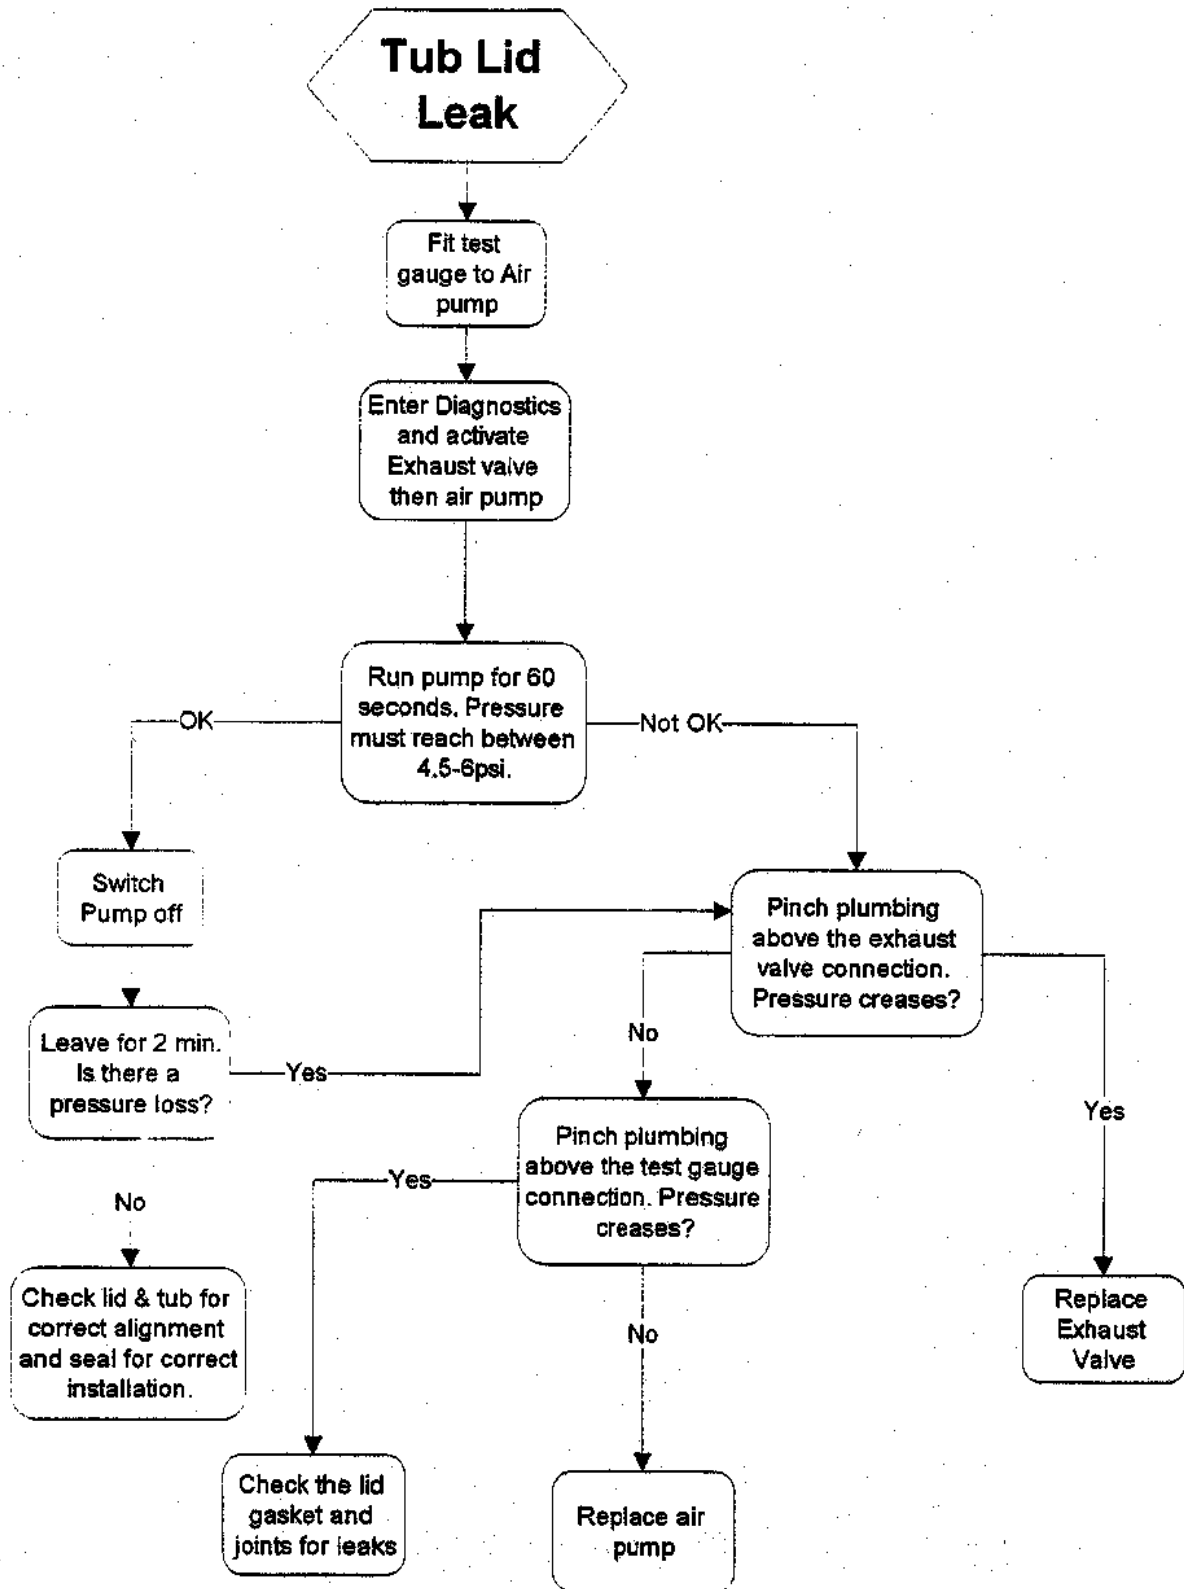 Tub Lid
Leak
Fit test
gauge to Air
pump
Enter Diagnostics
and activate
Exhaust valve
then air pump
Run pump for 60
seconds. Pressure
must reach between
4.5-6psi.
OK
Not OK
Switch
Pump off
Pinch plumbing
above the exhaust
valve connection.
Pressure creases?
Leave for 2 min.
Is there a
pressure loss?
Yes
No
Yes
Pinch plumbing
above the test gauge
connection. Pressure
creases?
Yes
No
No
Check lid & tub for
correct alignment
and seal for correct
installation.
Replace
Exhaust
Valve
Check the lid
gasket and
joints for leaks
Replace air
pump